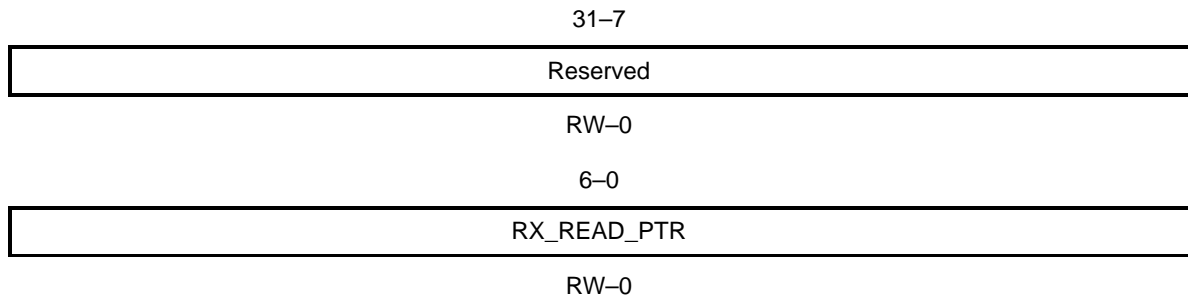 31–7
Reserved
RW–0
6–0
RX_READ_PTR
RW–0